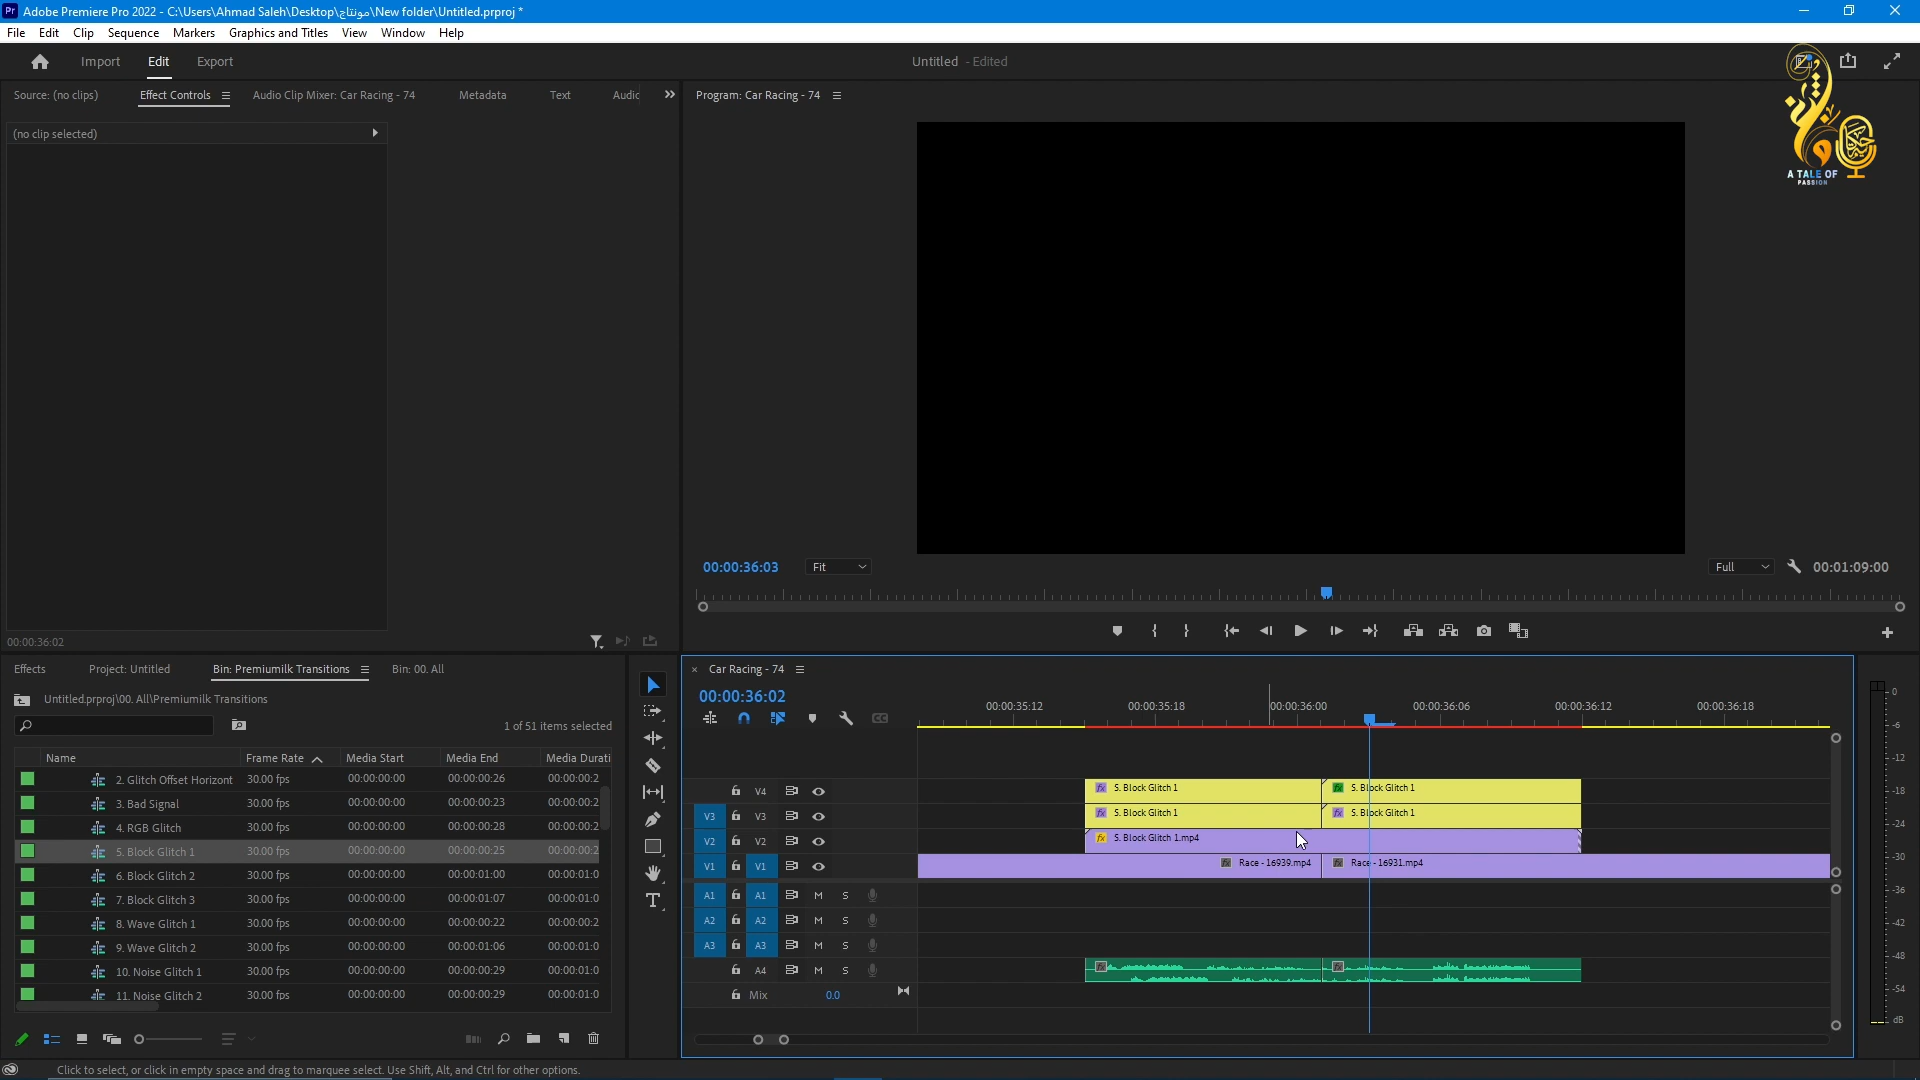 Adobe Premiere Pro 2022 - C:\Users\Ahmad Saleh\Desktop\مونتاج\New folder\Untitled.prproj *
File Edit Clip Sequence Markers Graphics and Titles View Window Help
Import Edit Export
Untitled - Edited
Source: (no clips) Effect Controls Audio Clip Mixer: Car Racing - 74 Metadata Text Audic
Program: Car Racing - 74
(no clip selected)
A TALE OF
PASSION
00:00:36:03 Fit Full 00:01:09:00
00:00:36:02
Effects Project: Untitled Bin: Premiumilk Transitions Bin: 00. All
Untitled.prproj\00. All\Premiumilk Transitions
1 of 51 items selected
Name Frame Rate Media Start Media End Media Durati
2. Glitch Offset Horizont 30.00 fps 00:00:00:00 00:00:00:26 00:00:00:2
3. Bad Signal 30.00 fps 00:00:00:00 00:00:00:23 00:00:00:2
4. RGB Glitch 30.00 fps 00:00:00:00 00:00:00:28 00:00:00:2
5. Block Glitch 1 30.00 fps 00:00:00:00 00:00:00:25 00:00:00:2
6. Block Glitch 2 30.00 fps 00:00:00:00 00:00:01:00 00:00:01:0
7. Block Glitch 3 30.00 fps 00:00:00:00 00:00:01:07 00:00:01:0
8. Wave Glitch 1 30.00 fps 00:00:00:00 00:00:00:22 00:00:00:2
9. Wave Glitch 2 30.00 fps 00:00:00:00 00:00:01:06 00:00:01:0
10. Noise Glitch 1 30.00 fps 00:00:00:00 00:00:00:29 00:00:01:0
11. Noise Glitch 2 30.00 fps 00:00:00:00 00:00:00:29 00:00:01:0
Car Racing - 74
00:00:36:02
00:00:35:12 00:00:35:18 00:00:36:00 00:00:36:06 00:00:36:12 00:00:36:18
V4 fx 5. Block Glitch 1 fx 5. Block Glitch 1
V3 V3 fx 5. Block Glitch 1 fx 5. Block Glitch 1
V2 V2 fx 5. Block Glitch 1.mp4
V1 V1 fx Race - 16939.mp4 fx Race - 16931.mp4
A1 A1 M S
A2 A2 M S
A3 A3 M S
A4 M S
Mix 0.0
0
-6
-12
-18
-24
-30
-36
-42
-48
-54
dB
Click to select, or click in empty space and drag to marquee select. Use Shift, Alt, and Ctrl for other options.